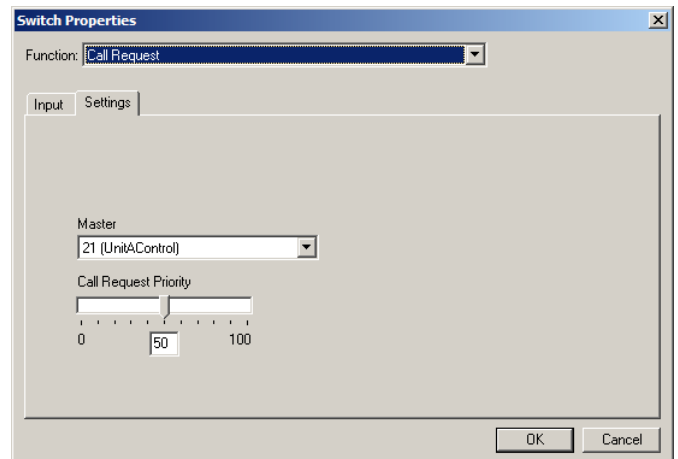 Switch Properties
Function: Call Request
Input Settings
Master
21 (UnitAControl)
Call Request Priority
0 50 100
OK Cancel